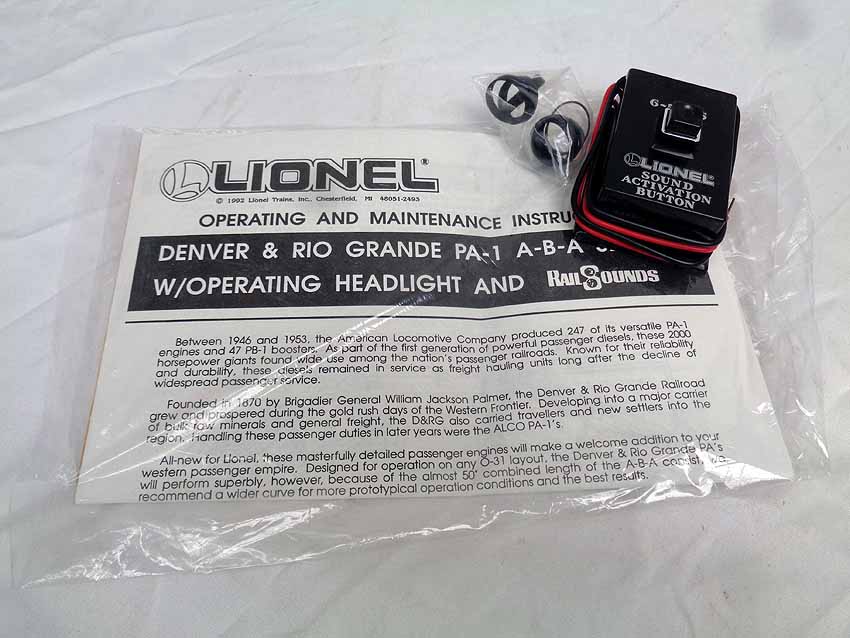 LIONEL®
© 1992 Lionel Trains, Inc., Chesterfield, MI 48051-2493
OPERATING AND MAINTENANCE
DENVER & RIO GRANDE PA-1 A-B-A
W/OPERATING HEADLIGHT AND RAILSOUNDS
Between 1946 and 1953, the American Locomotive Company produced 247 of its versatile PA-1
engines and 47 PB-1 boosters. As part of the first generation of powerful passenger diesels, these 2000
horsepower giants found wide use among the nation's passenger railroads. Known for their reliability
and durability, these diesels remained in service as freight hauling units long after the decline of
widespread passenger service.
Founded in 1870 by Brigadier General William Jackson Palmer, the Denver & Rio Grande Railroad
grew and prospered during the gold rush days of the Western Frontier. Developing into a major carrier
of bulk raw minerals and general freight, the D&RG also carried travellers and new settlers into the
region. Handling these passenger duties in later years were the ALCO PA-1's.
All-new for Lionel, these masterfully detailed passenger engines will make a welcome addition to your
western passenger empire. Designed for operation on any O-31 layout, the Denver & Rio Grande PA's
will perform superbly, however, because of the almost 50" combined length of the A-B-A consist, we
recommend a wider curve for more prototypical operation conditions and the best results.
LIONEL
SOUND
ACTIVATION
BUTTON